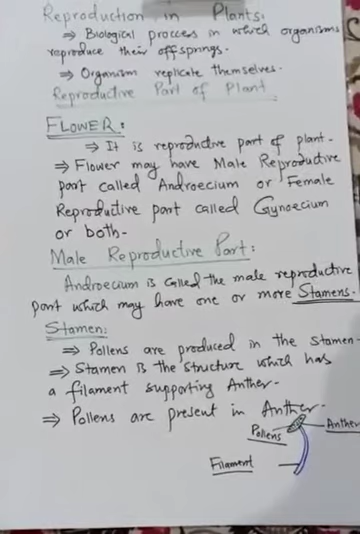 Reproduction in Plants:
⇒ Biological proccess in which organisms
reproduce their offsprings.
⇒ Organism replicate themselves.
Reproductive Part of Plant
FLOWER:
⇒ It is reproductive part of plant-
⇒ Flower may have Male Reproductive
part called Androecium or Female
Reproductive part called Gynoecium
or both-
Male Reproductive Part:
Androecium is called the male reproductive
part which may have one or more Stamens.
Stamen:
⇒ Pollens are produced in the Stamen-
⇒ Stamen is the structure which has
a filament supporting Anther-
⇒ Pollens are present in Anther-
Pollens
Anther
Filament